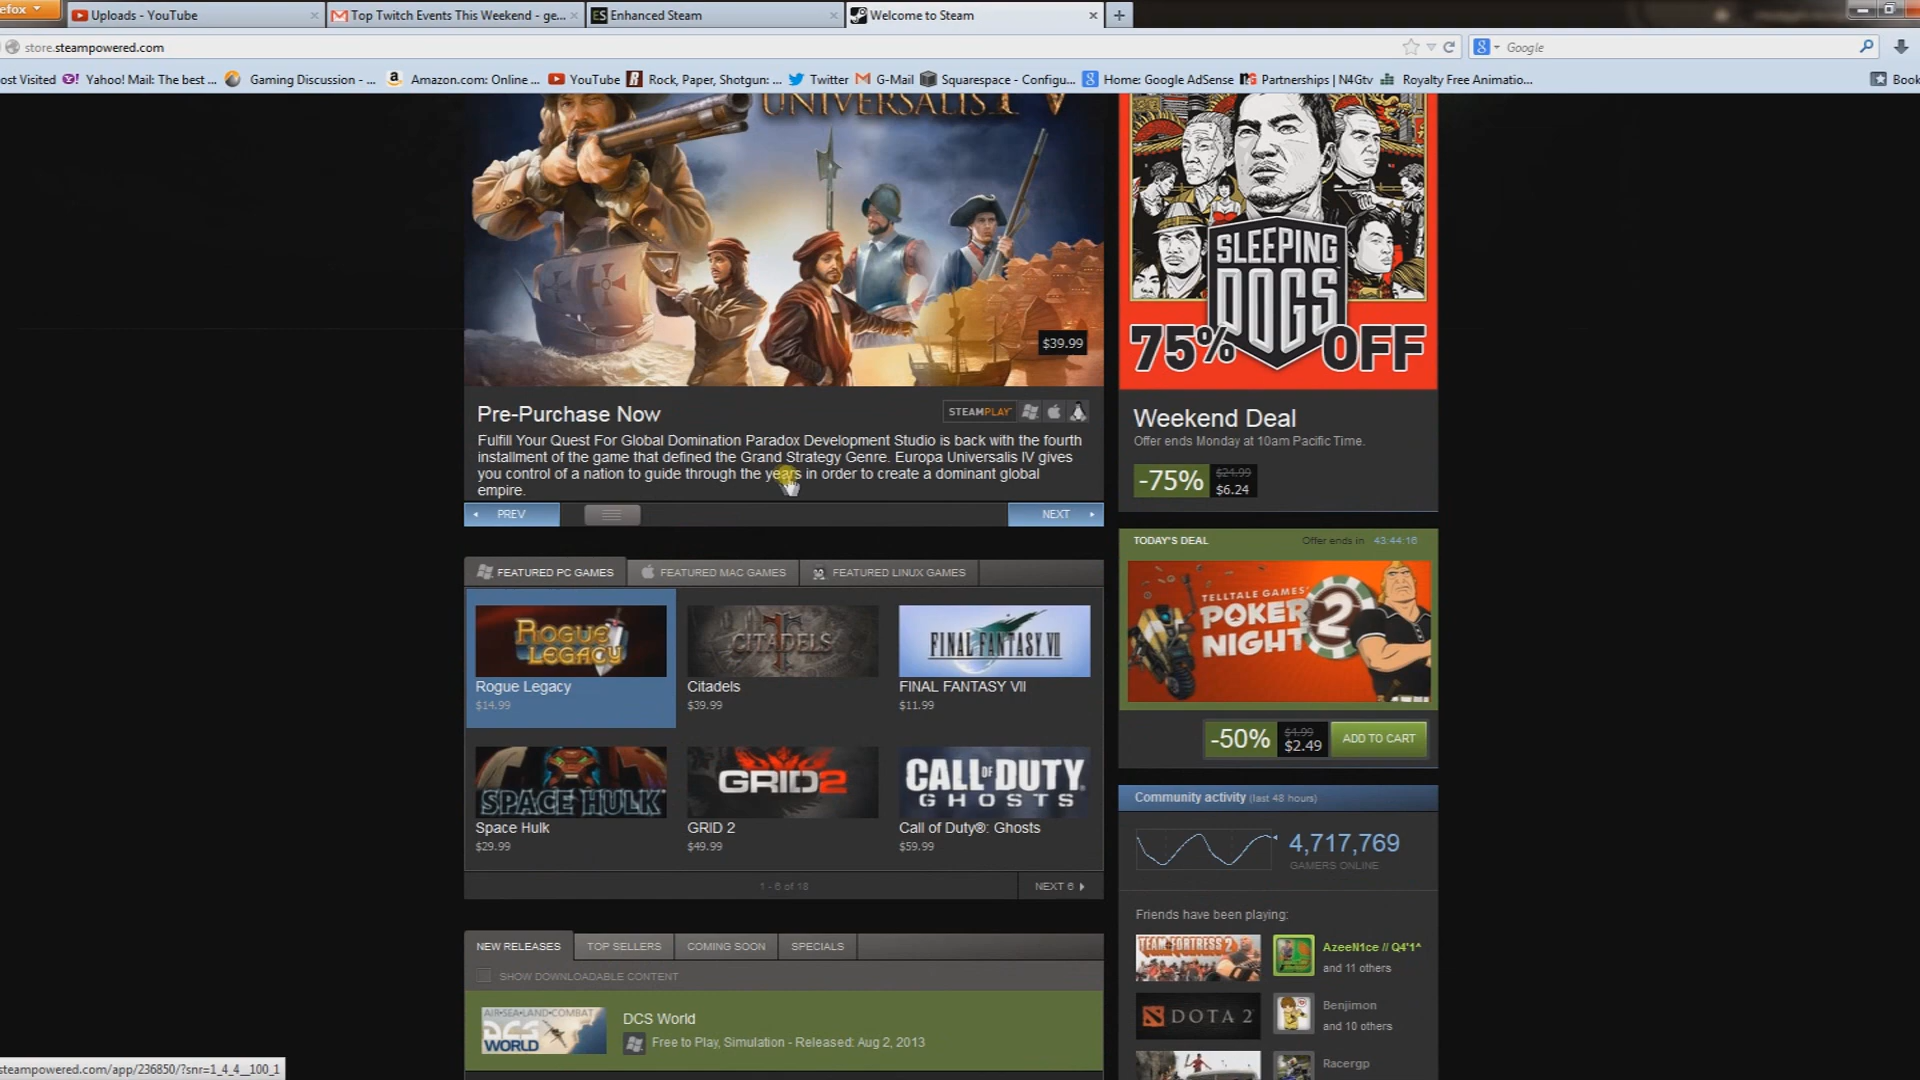 efox
Uploads - YouTube
Top Twitch Events This Weekend - ge...
ES Enhanced Steam
Welcome to Steam
store.steampowered.com
Google
ost Visited
Yahoo! Mail: The best ...
Gaming Discussion - ...
Amazon.com: Online ...
YouTube
Rock, Paper, Shotgun: ...
Twitter
G-Mail
Squarespace - Configu...
Home: Google AdSense
Partnerships | N4Gtv
Royalty Free Animatio...
Book
UNIVERSALIS IV
$39.99
Pre-Purchase Now
STEAMPLAY
Fulfill Your Quest For Global Domination Paradox Development Studio is back with the fourth
installment of the game that defined the Grand Strategy Genre. Europa Universalis IV gives
you control of a nation to guide through the years in order to create a dominant global
empire.
PREV
NEXT
SLEEPING
DOGS
75% OFF
Weekend Deal
Offer ends Monday at 10am Pacific Time.
-75%
$24.99
$6.24
FEATURED PC GAMES
FEATURED MAC GAMES
FEATURED LINUX GAMES
ROGUE
LEGACY
Rogue Legacy
$14.99
CITADELS
Citadels
$39.99
FINAL FANTASY VII
FINAL FANTASY VII
$11.99
SPACE HULK
Space Hulk
$29.99
GRID2
GRID 2
$49.99
CALL OF DUTY
GHOSTS
Call of Duty®: Ghosts
$59.99
1 - 6 of 18
NEXT 6
TODAY'S DEAL
Offer ends in 43:44:16
TELLTALE GAMES'
POKER
NIGHT 2
-50%
$4.99
$2.49
ADD TO CART
Community activity (last 48 hours)
4,717,769
GAMERS ONLINE
Friends have been playing:
TEAM FORTRESS 2
AzeeN1ce // Q4'1^
and 11 others
DOTA 2
Benjimon
and 10 others
Racergp
NEW RELEASES
TOP SELLERS
COMING SOON
SPECIALS
SHOW DOWNLOADABLE CONTENT
AIR•SEA•LAND•COMBAT
DCS
WORLD
DCS World
Free to Play, Simulation - Released: Aug 2, 2013
steampowered.com/app/236850/?snr=1_4_4__100_1